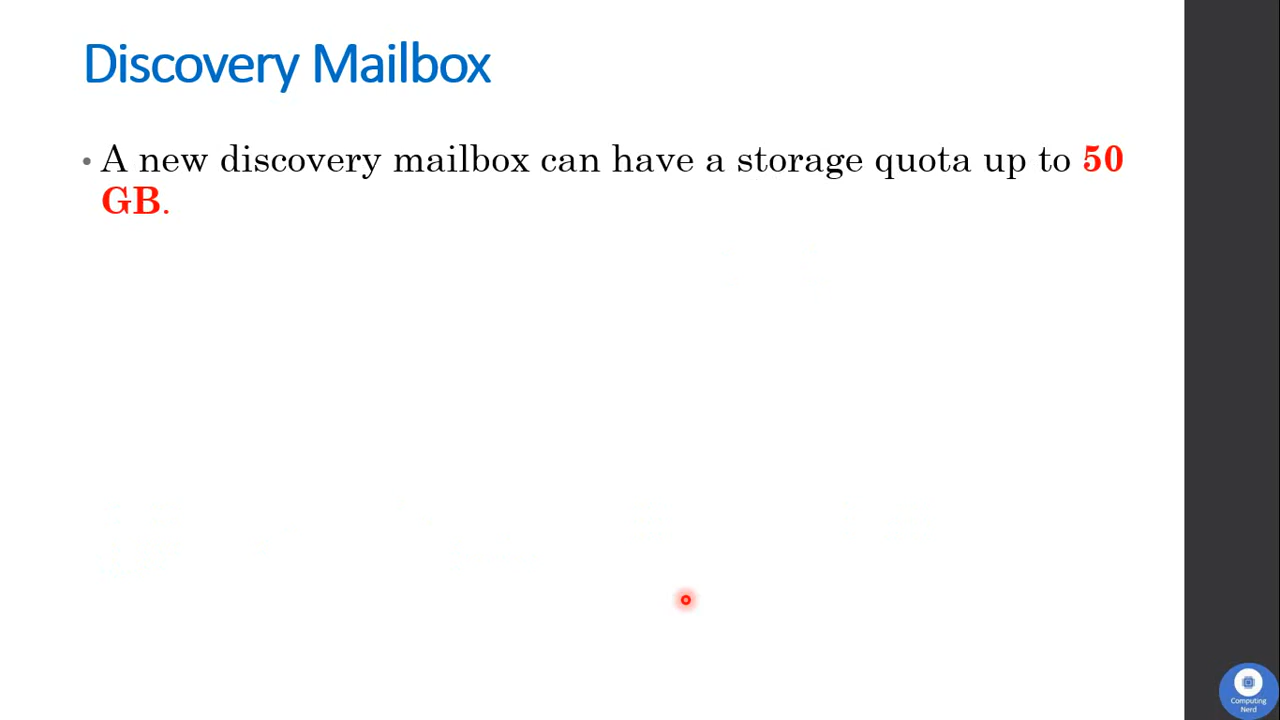 Discovery Mailbox
• A new discovery mailbox can have a storage quota up to 50
GB.
Computing
Nerd